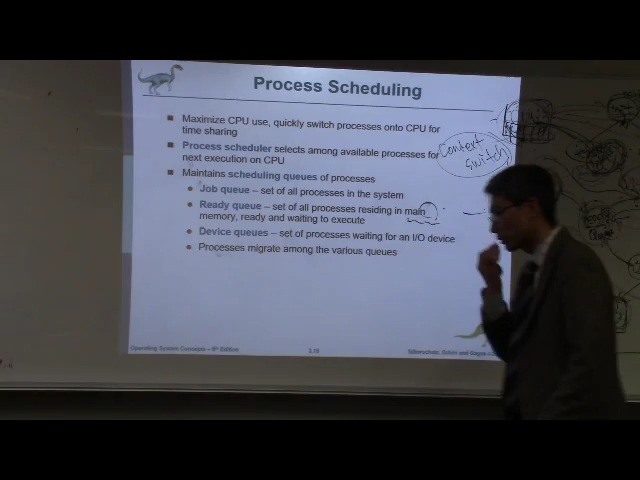 Process Scheduling
Maximize CPU use, quickly switch processes onto CPU for
time sharing
Process scheduler selects among available processes for
next execution on CPU
Maintains scheduling queues of processes
Job queue – set of all processes in the system
Ready queue – set of all processes residing in main
memory, ready and waiting to execute
Device queues – set of processes waiting for an I/O device
Processes migrate among the various queues
Context
switch
Ready
Queue
Operating System Concepts – 9th Edition
Silberschatz, Galvin and Gagne